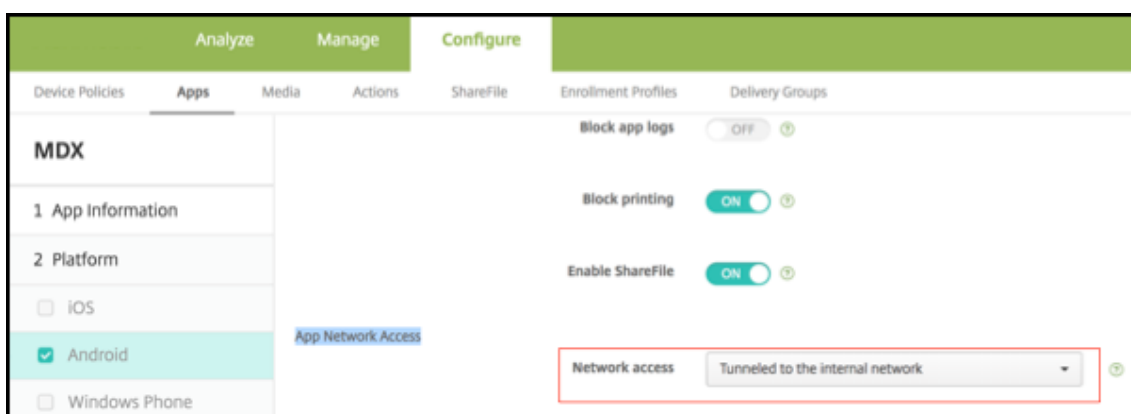 Analyze Manage Configure
Device Policies Apps Media Actions ShareFile Enrollment Profiles Delivery Groups
MDX
1 App Information
2 Platform
iOS
Android
Windows Phone
Block app logs OFF
Block printing ON
Enable ShareFile ON
App Network Access
Network access Tunneled to the internal network